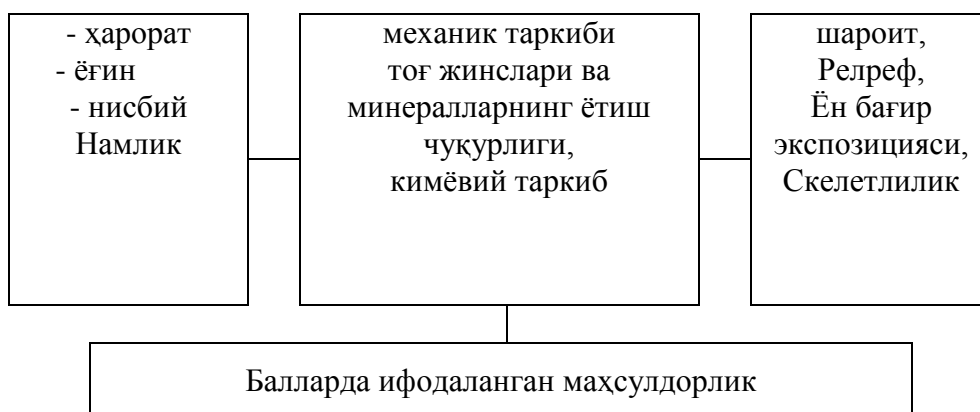 - ҳарорат
- ёғин
- нисбий
Намлик
механик таркиби
тоғ жинслари ва
минералларнинг ётиш
чуқурлиги,
кимёвий таркиб
шароит,
Релреф,
Ён бағир
экспозицияси,
Скелетлилик
Балларда ифодаланган маҳсулдорлик